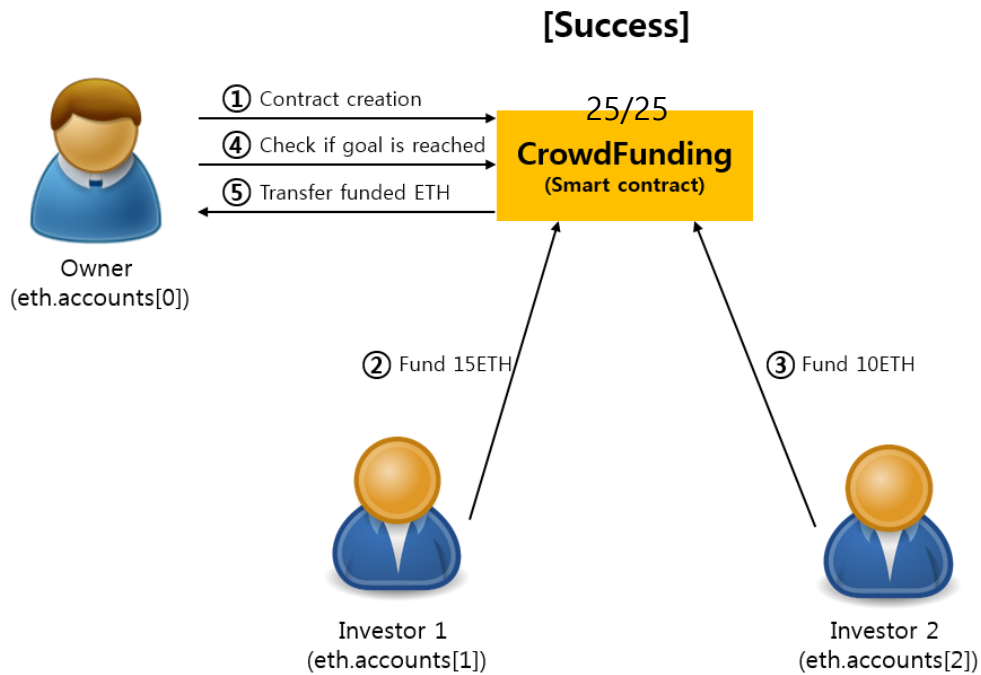 [Success]
① Contract creation
④ Check if goal is reached
⑤ Transfer funded ETH
25/25
CrowdFunding
(Smart contract)
Owner
(eth.accounts[0])
② Fund 15ETH
③ Fund 10ETH
Investor 1
(eth.accounts[1])
Investor 2
(eth.accounts[2])